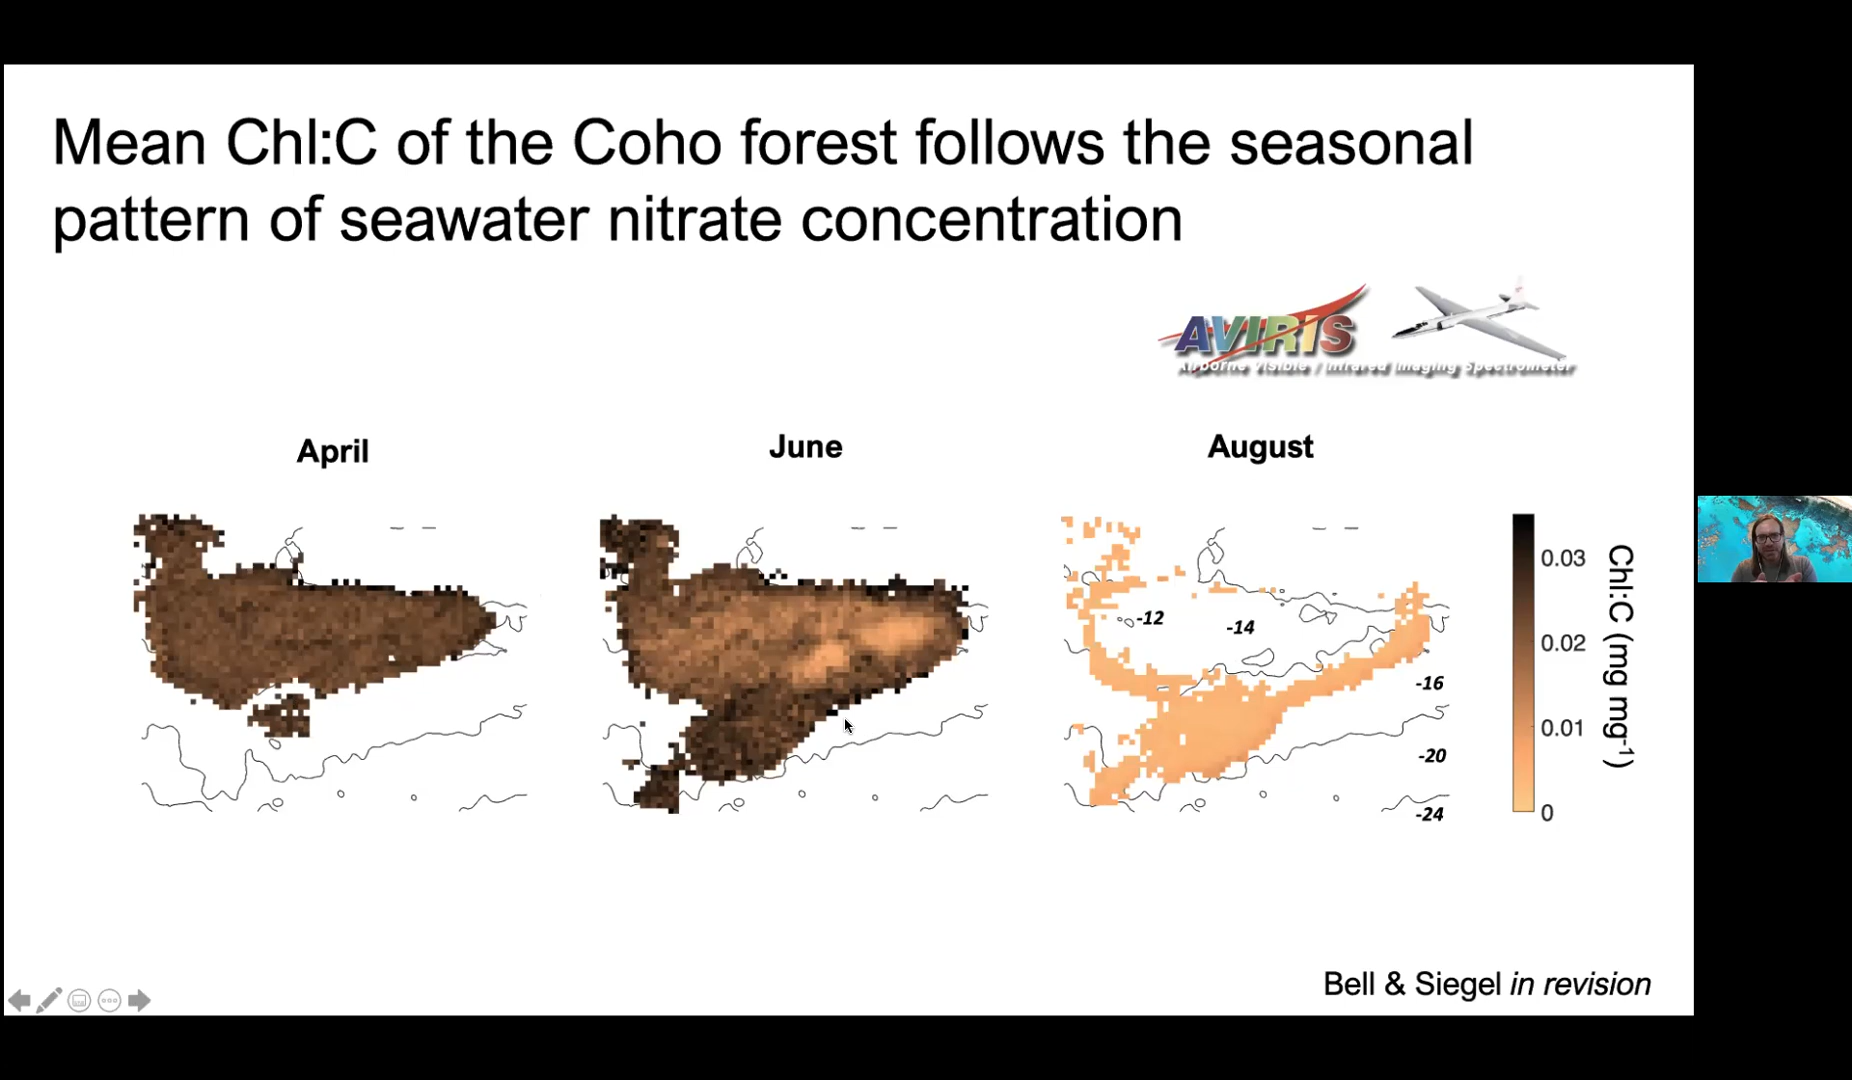 Mean Chl:C of the Coho forest follows the seasonal
pattern of seawater nitrate concentration
AVIRIS
Airborne Visible / Infrared Imaging Spectrometer
April
June
August
-12
-14
-16
-20
-24
0.03
0.02
0.01
0
Chl:C (mg mg⁻¹)
Bell & Siegel in revision